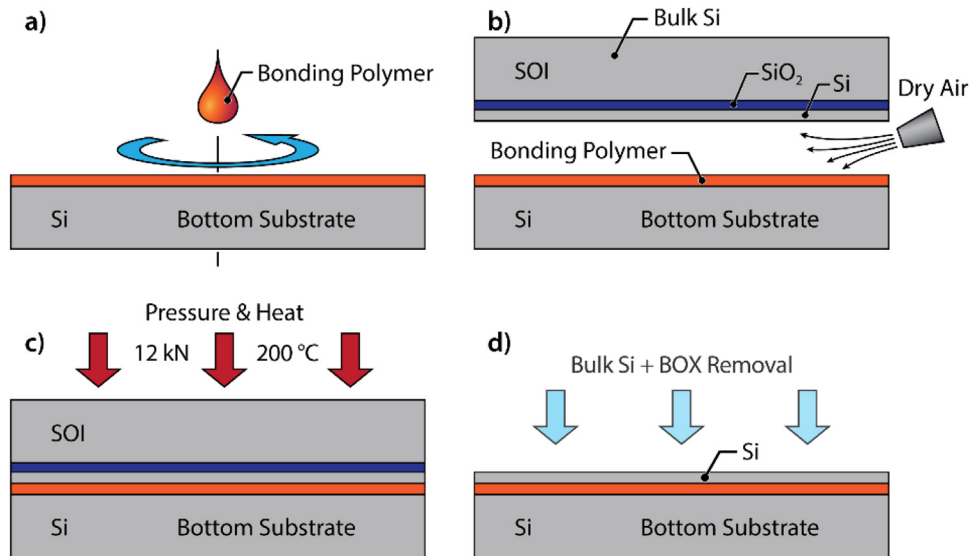 a)
Bonding Polymer
Si
Bottom Substrate
b)
Bulk Si
SOI
SiO₂
Si
Dry Air
Bonding Polymer
Si
Bottom Substrate
c)
Pressure & Heat
12 kN
200 °C
SOI
Si
Bottom Substrate
d)
Bulk Si + BOX Removal
Si
Si
Bottom Substrate